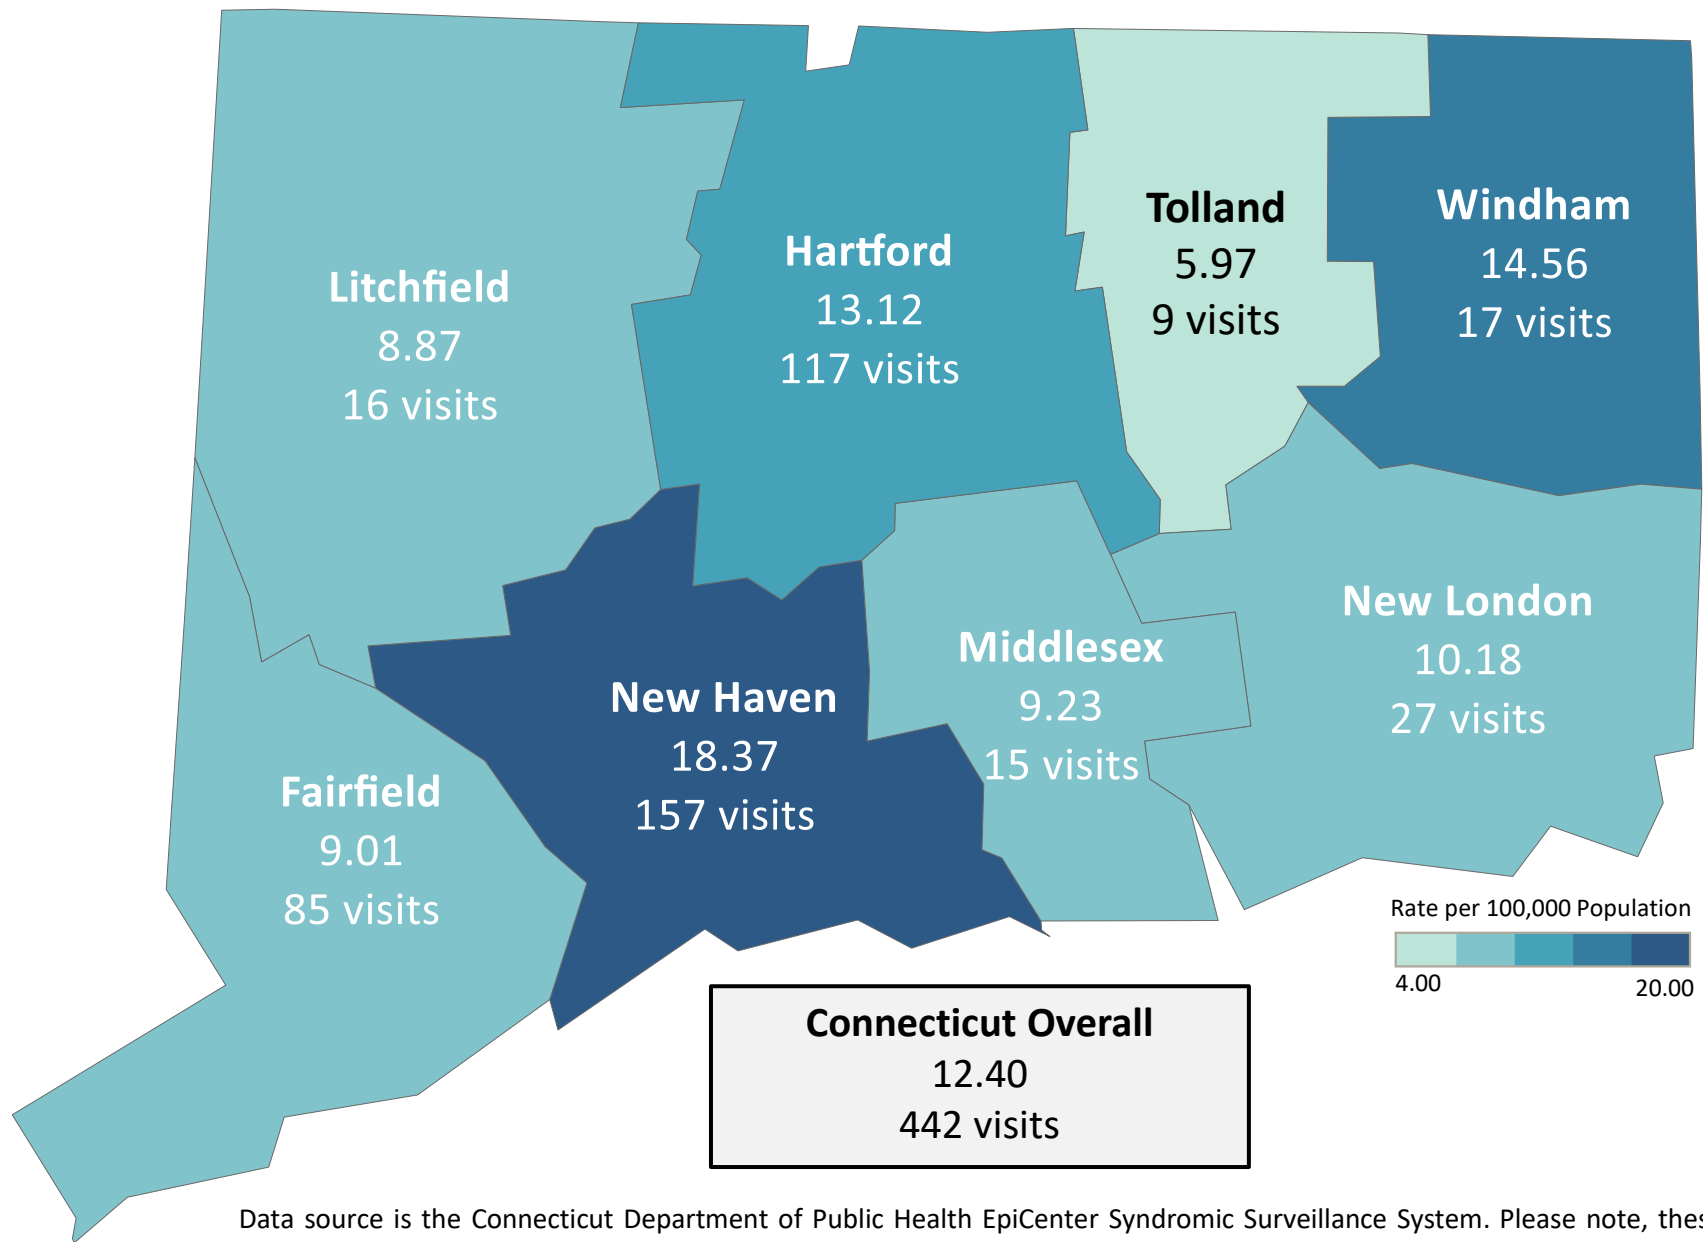 Tolland
5.97
9 visits
Windham
14.56
17 visits
Hartford
13.12
117 visits
Litchfield
8.87
16 visits
New London
10.18
27 visits
Middlesex
9.23
15 visits
New Haven
18.37
157 visits
Fairfield
9.01
85 visits
Rate per 100,000 Population
4.00 20.00
Connecticut Overall
12.40
442 visits
Data source is the Connecticut Department of Public Health EpiCenter Syndromic Surveillance System. Please note,